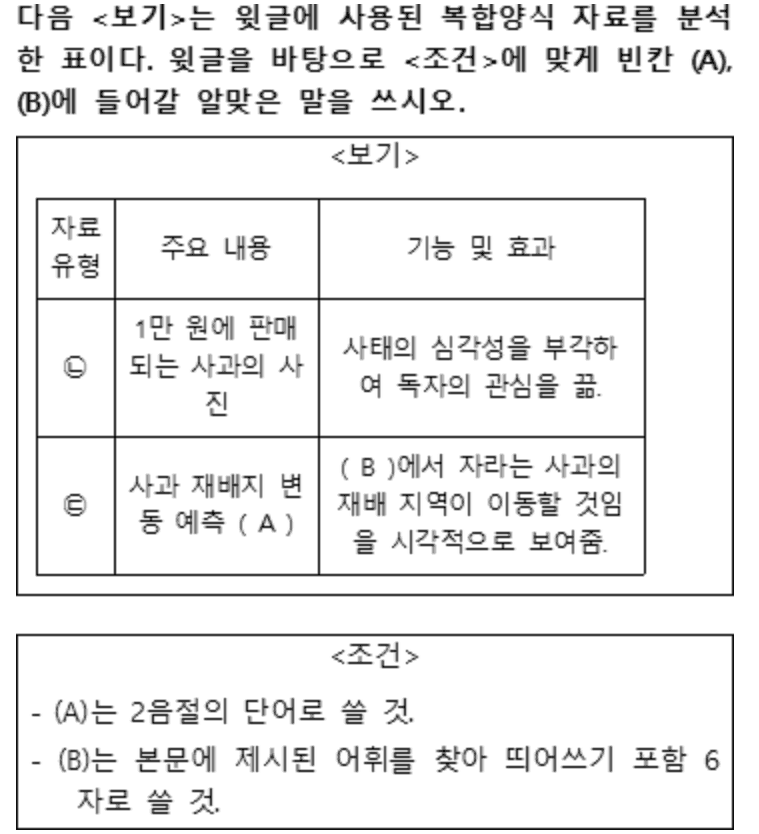 다음 <보기>는 윗글에 사용된 복합양식 자료를 분석
한 표이다. 윗글을 바탕으로 <조건>에 맞게 빈칸 (A),
(B)에 들어갈 알맞은 말을 쓰시오.
<보기>
자료
유형
주요 내용
기능 및 효과
㉡
1만 원에 판매
되는 사과의 사
진
사태의 심각성을 부각하
여 독자의 관심을 끎.
㉢
사과 재배지 변
동 예측 ( A )
( B )에서 자라는 사과의
재배 지역이 이동할 것임
을 시각적으로 보여줌.
<조건>
- (A)는 2음절의 단어로 쓸 것.
- (B)는 본문에 제시된 어휘를 찾아 띄어쓰기 포함 6
자로 쓸 것.